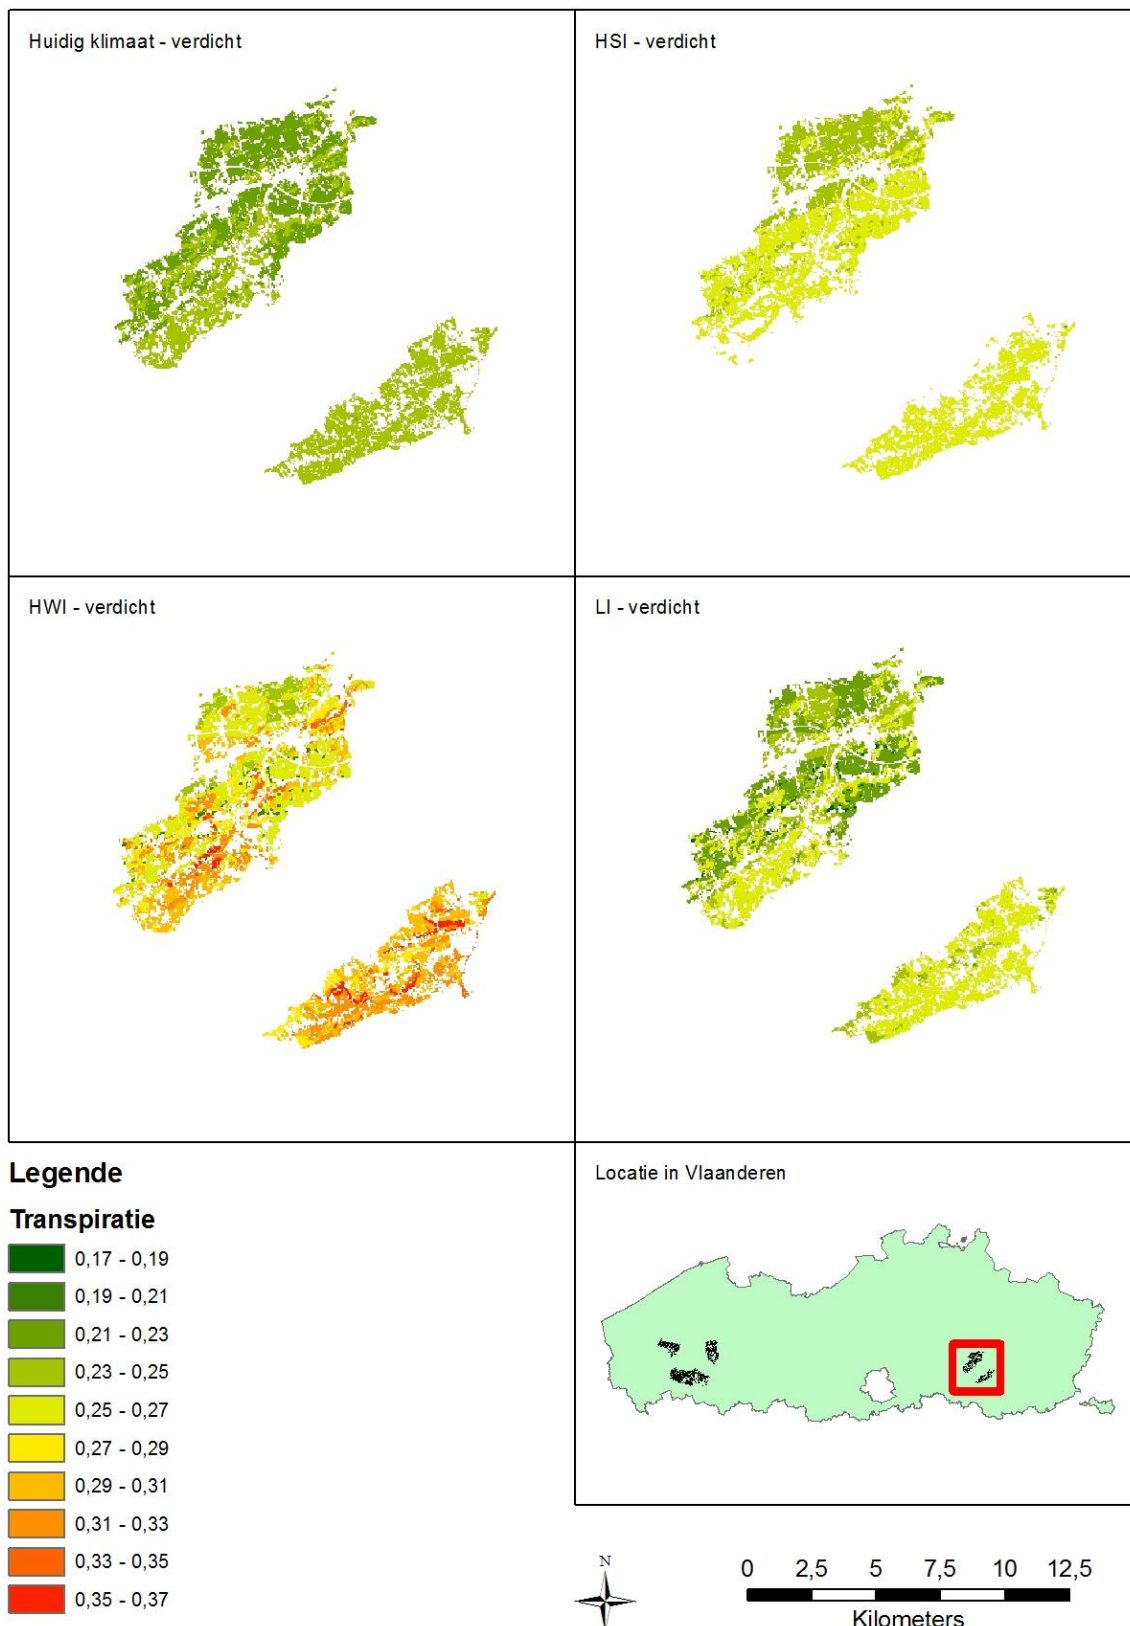 Huidig klimaat - verdicht
HSI - verdicht
HWI - verdicht
LI - verdicht
Legende
Transpiratie
0,17 - 0,19
0,19 - 0,21
0,21 - 0,23
0,23 - 0,25
0,25 - 0,27
0,27 - 0,29
0,29 - 0,31
0,31 - 0,33
0,33 - 0,35
0,35 - 0,37
Locatie in Vlaanderen
N
0 2,5 5 7,5 10 12,5
Kilometers